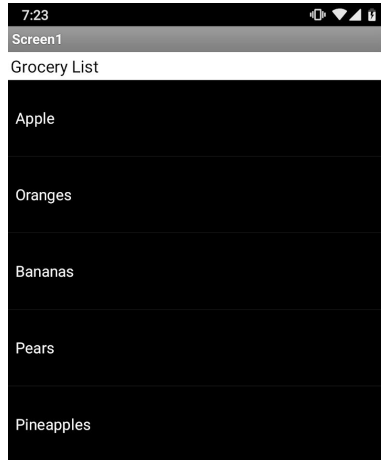 7:23
Screen1
Grocery List
Apple
Oranges
Bananas
Pears
Pineapples